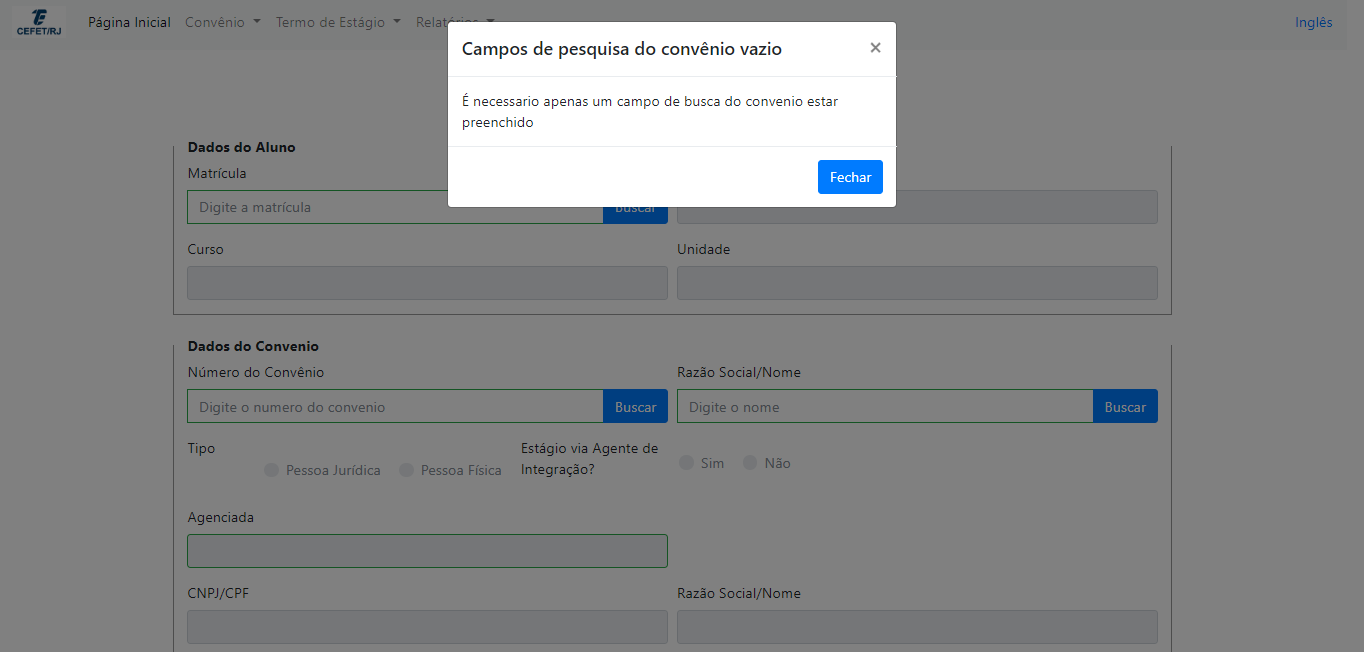 CEFET/RJ
Página Inicial Convênio Termo de Estágio Relatórios Inglês
Campos de pesquisa do convênio vazio ×
É necessario apenas um campo de busca do convenio estar
preenchido
Fechar
Dados do Aluno
Matrícula
Digite a matrícula Buscar
Curso Unidade
Dados do Convenio
Número do Convênio Razão Social/Nome
Digite o numero do convenio Buscar Digite o nome Buscar
Tipo Pessoa Jurídica Pessoa Física Estágio via Agente de
Integração? Sim Não
Agenciada
CNPJ/CPF Razão Social/Nome